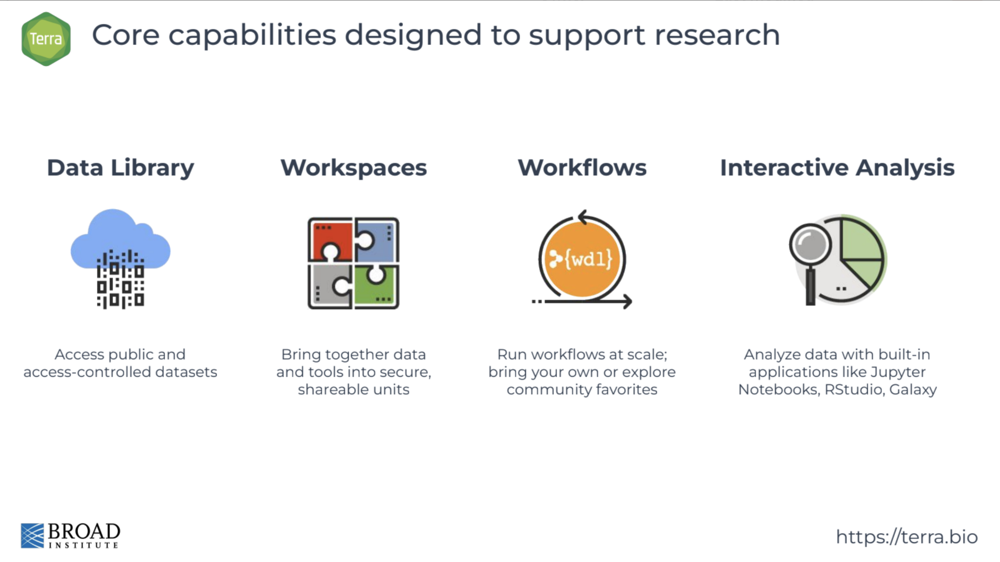 Terra
Core capabilities designed to support research
Data Library
Access public and
access-controlled datasets
Workspaces
Bring together data
and tools into secure,
shareable units
Workflows
{wdl}
Run workflows at scale;
bring your own or explore
community favorites
Interactive Analysis
Analyze data with built-in
applications like Jupyter
Notebooks, RStudio, Galaxy
BROAD
INSTITUTE
https://terra.bio